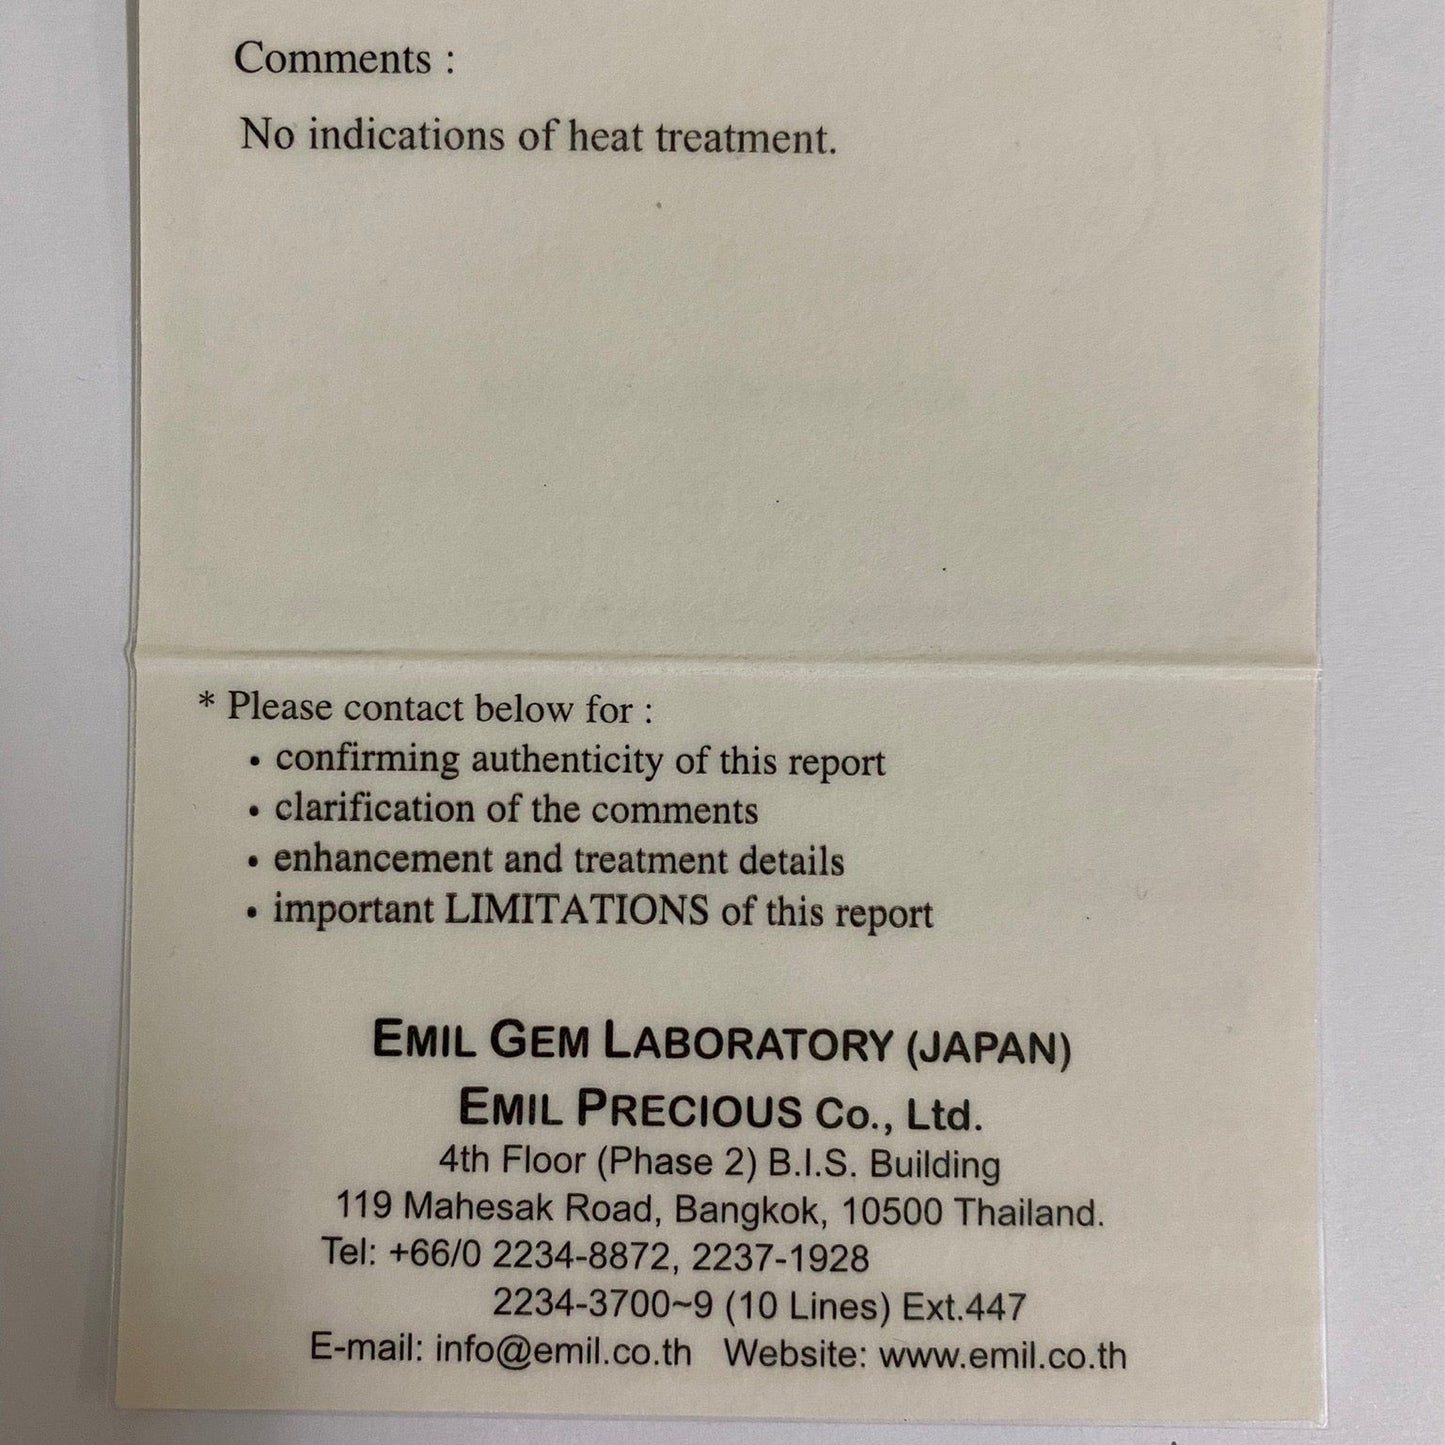 Comments :
No indications of heat treatment.
* Please contact below for :
• confirming authenticity of this report
• clarification of the comments
• enhancement and treatment details
• important LIMITATIONS of this report
EMIL GEM LABORATORY (JAPAN)
EMIL PRECIOUS Co., Ltd.
4th Floor (Phase 2) B.I.S. Building
119 Mahesak Road, Bangkok, 10500 Thailand.
Tel: +66/0 2234-8872, 2237-1928
2234-3700~9 (10 Lines) Ext.447
E-mail: info@emil.co.th Website: www.emil.co.th